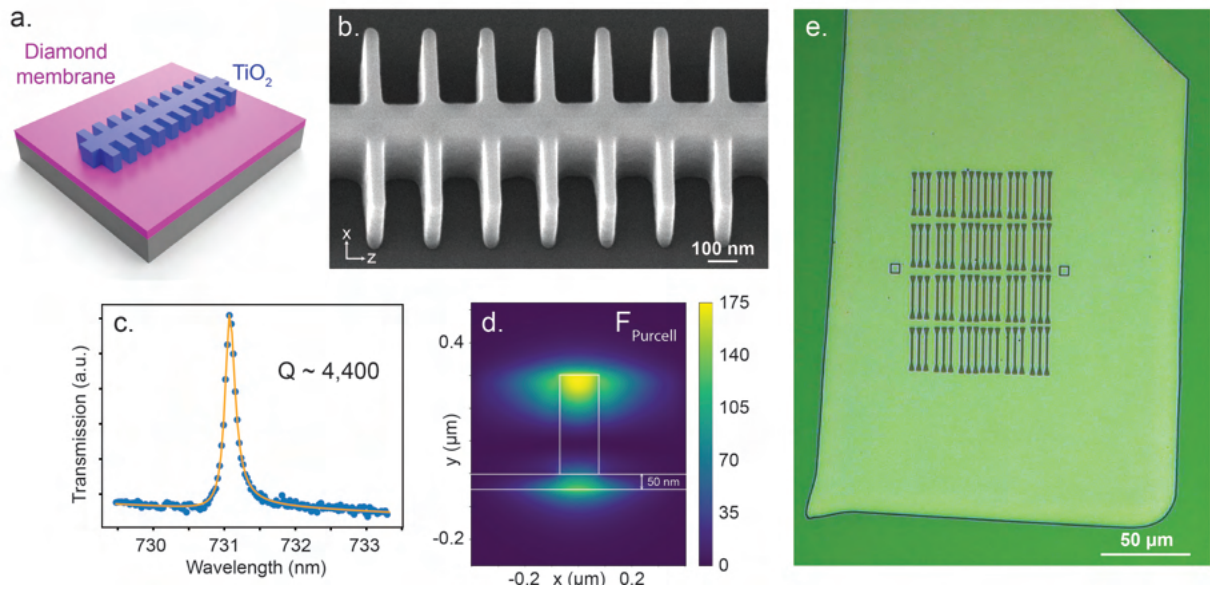 a.
Diamond
membrane
TiO2
b.
x
z
100 nm
c.
Q ~ 4,400
Transmission (a.u.)
730 731 732 733
Wavelength (nm)
d.
FPurcell
0.4
-0.2
y (μm)
50 nm
-0.2 x (μm) 0.2
175
140
105
70
35
0
e.
50 μm